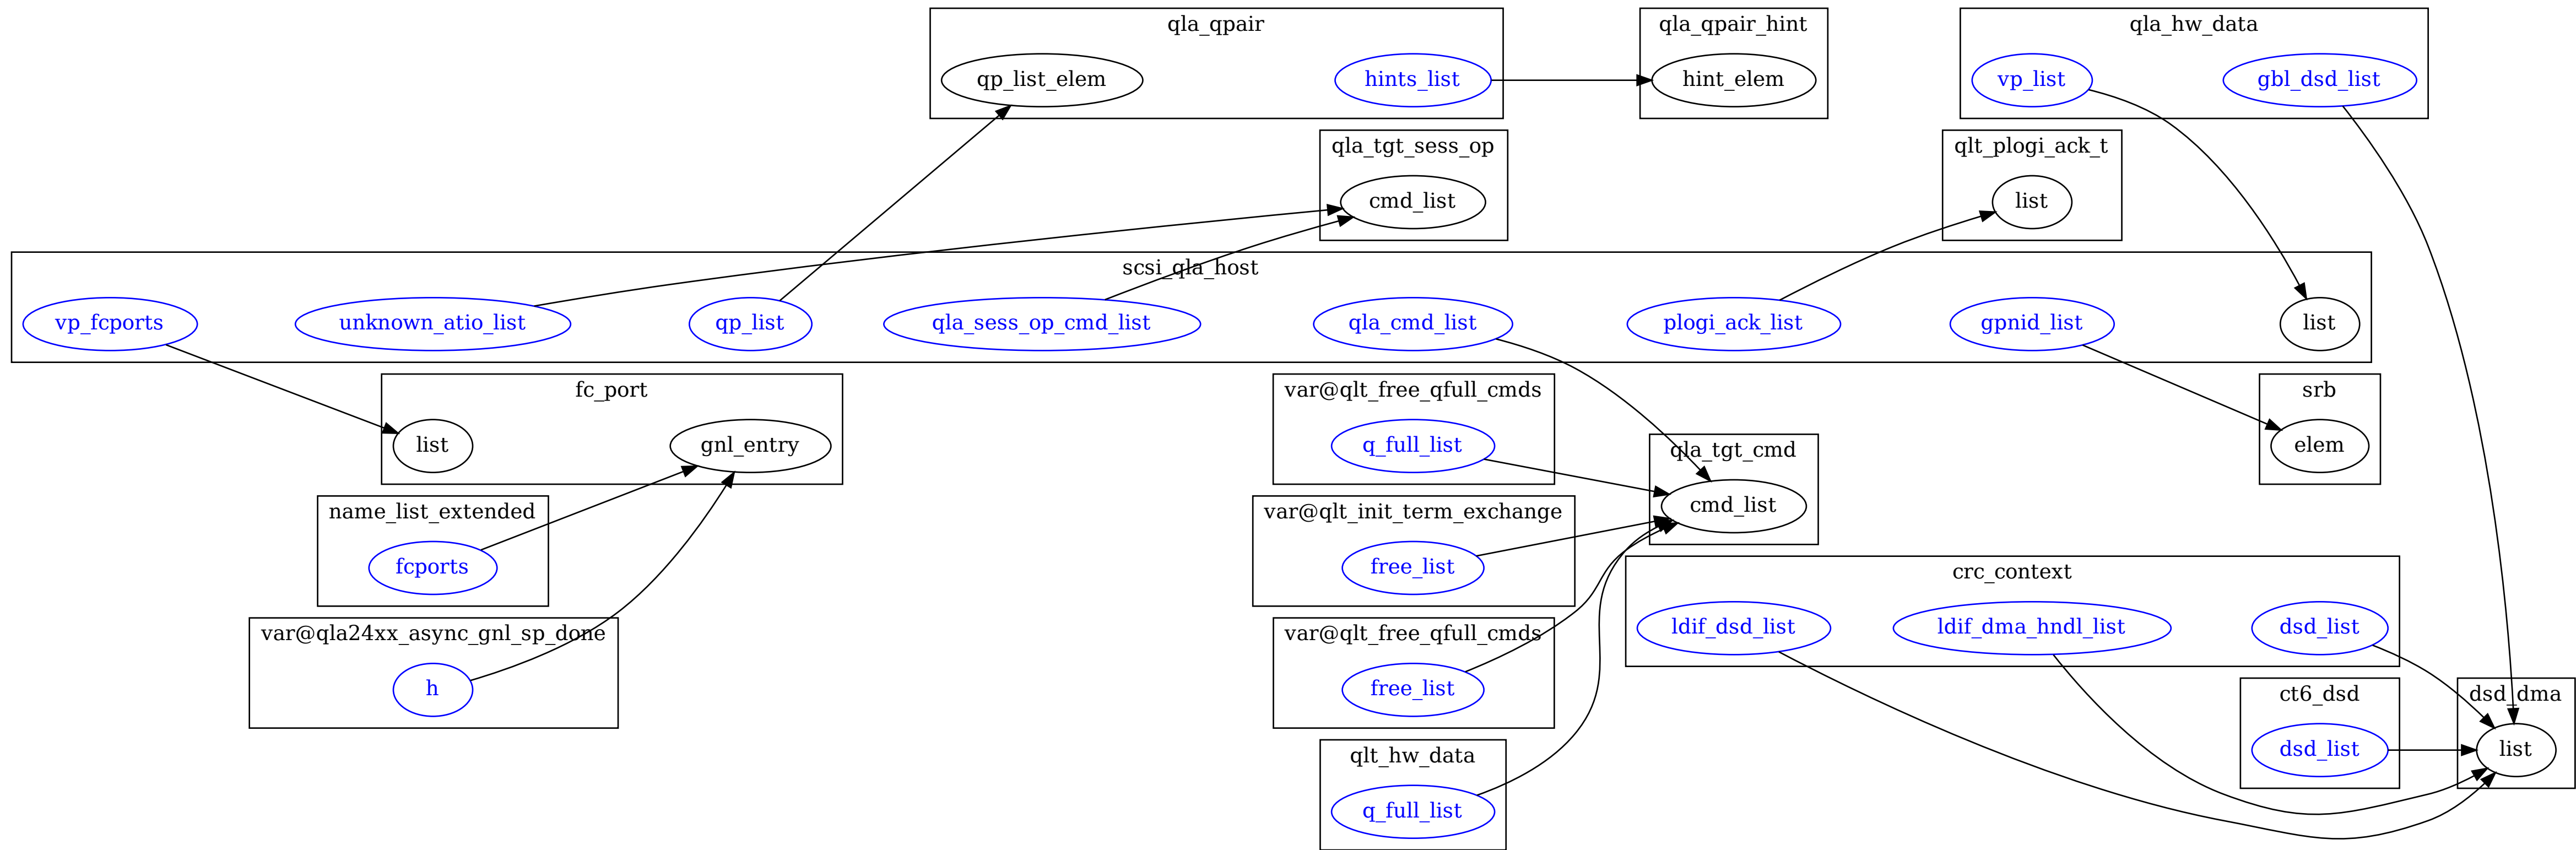 qla_qpair
qp_list_elem
hints_list
qla_qpair_hint
hint_elem
qla_hw_data
vp_list
gbl_dsd_list
qla_tgt_sess_op
cmd_list
qlt_plogi_ack_t
list
scsi_qla_host
vp_fcports
unknown_atio_list
qp_list
qla_sess_op_cmd_list
qla_cmd_list
plogi_ack_list
gpnid_list
list
fc_port
list
gnl_entry
var@qlt_free_qfull_cmds
q_full_list
qla_tgt_cmd
cmd_list
srb
elem
name_list_extended
fcports
var@qlt_init_term_exchange
free_list
crc_context
ldif_dsd_list
ldif_dma_hndl_list
dsd_list
var@qla24xx_async_gnl_sp_done
h
var@qlt_free_qfull_cmds
free_list
ct6_dsd
dsd_list
dsd_dma
list
qlt_hw_data
q_full_list